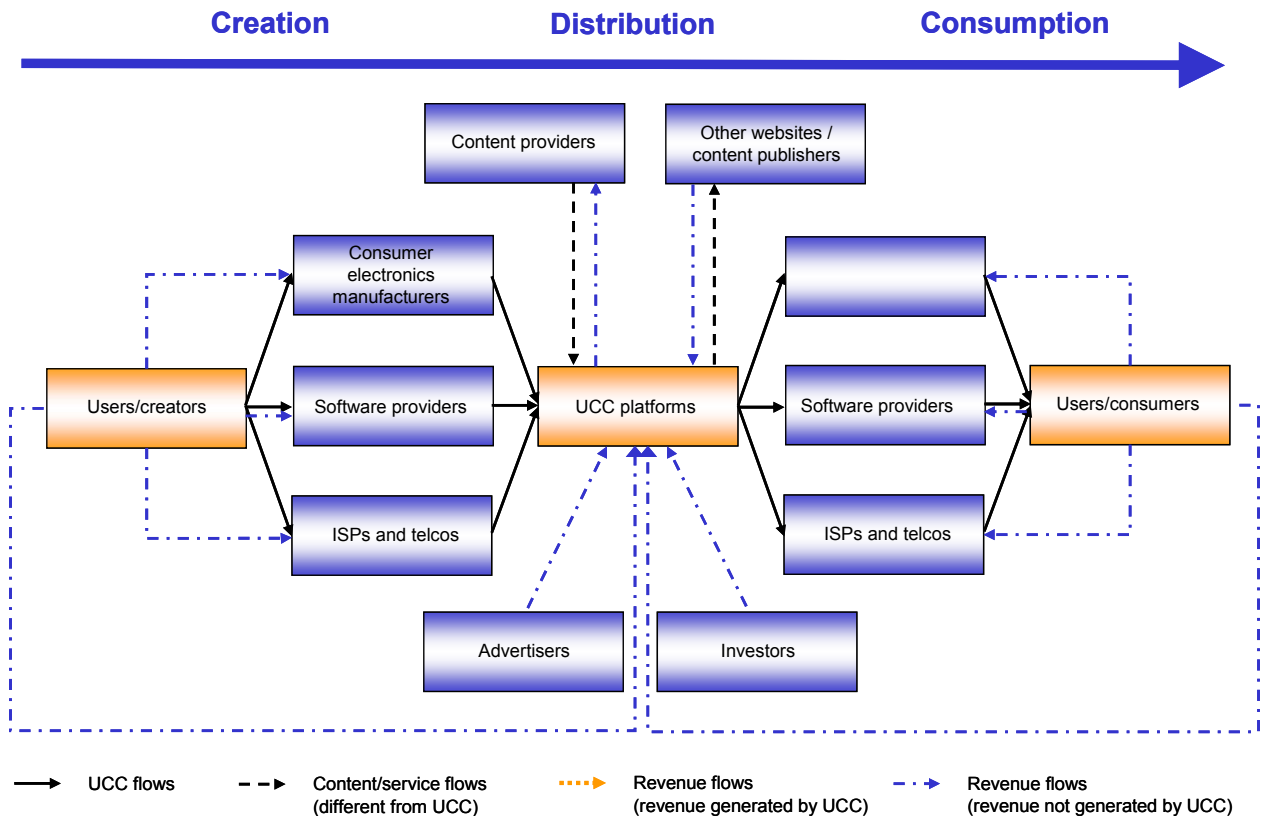 Creation
Distribution
Consumption
Content providers
Other websites /
content publishers
Consumer
electronics
manufacturers
Users/creators
Software providers
UCC platforms
Software providers
Users/consumers
ISPs and telcos
ISPs and telcos
Advertisers
Investors
UCC flows
Content/service flows
(different from UCC)
Revenue flows
(revenue generated by UCC)
Revenue flows
(revenue not generated by UCC)